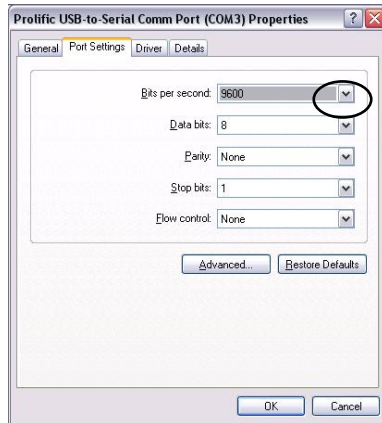 Prolific USB-to-Serial Comm Port (COM3) Properties
General Port Settings Driver Details
Bits per second: 9600
Data bits: 8
Parity: None
Stop bits: 1
Flow control: None
Advanced... Restore Defaults
OK Cancel